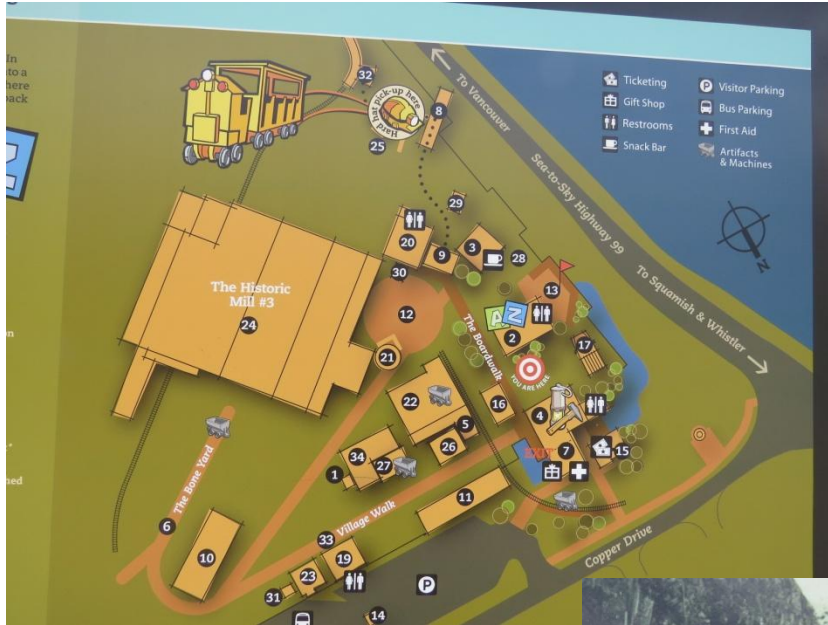 In
to a
here
back
on
ned
To Vancouver
Sea-to-Sky Highway 99
To Squamish & Whistler
Ticketing
Gift Shop
Restrooms
Snack Bar
P Visitor Parking
Bus Parking
First Aid
Artifacts
& Machines
N
32
Hard hat pick-up here
8
25
29
20
9
3
28
30
13
The Historic
Mill #3
24
12
AZ
2
The Boardwalk
21
17
YOU ARE HERE
22
16
4
5
26
EXIT
7
15
34
27
1
The Bone Yard
Village Walk
11
6
33
10
19
Copper Drive
23
31
P
14